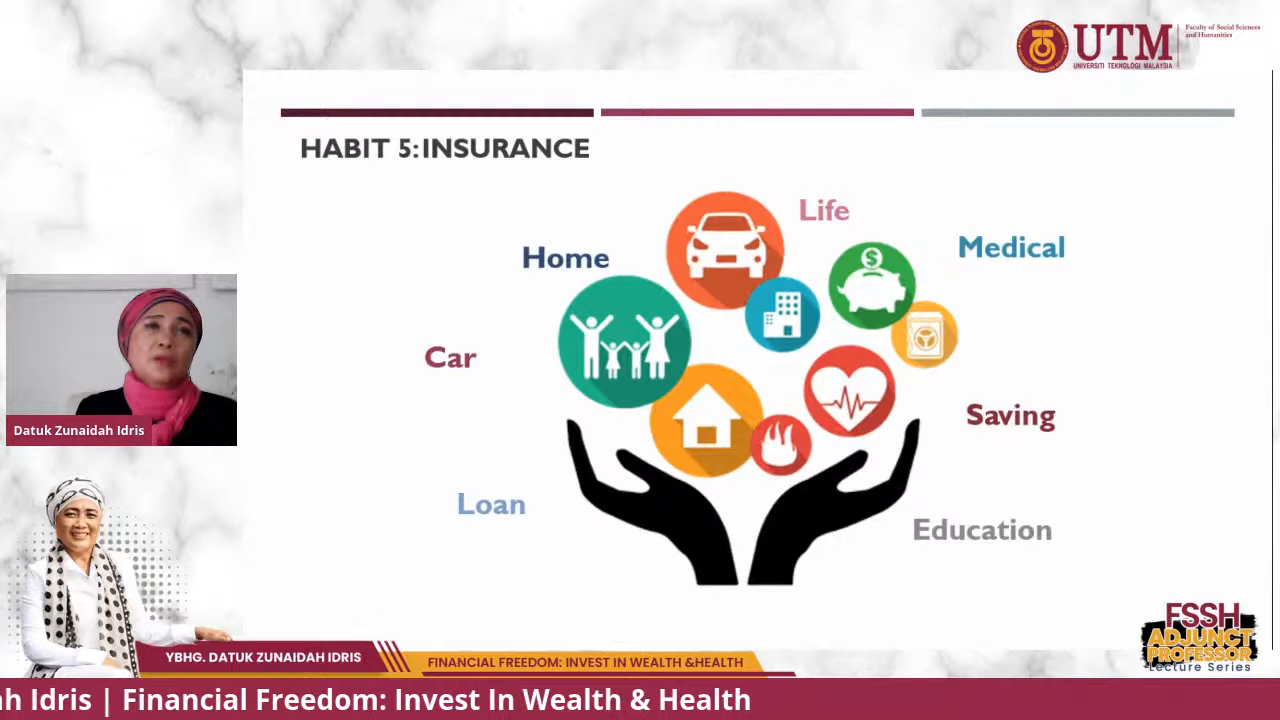 UTM
UNIVERSITI TEKNOLOGI MALAYSIA
Faculty of Social Sciences
and Humanities
HABIT 5:INSURANCE
Life
Medical
Home
Car
Saving
Loan
Education
$
Datuk Zunaidah Idris
YBHG. DATUK ZUNAIDAH IDRIS
FINANCIAL FREEDOM: INVEST IN WEALTH &HEALTH
FSSH
ADJUNCT
PROFESSOR
Lecture Series
ah Idris | Financial Freedom: Invest In Wealth & Health